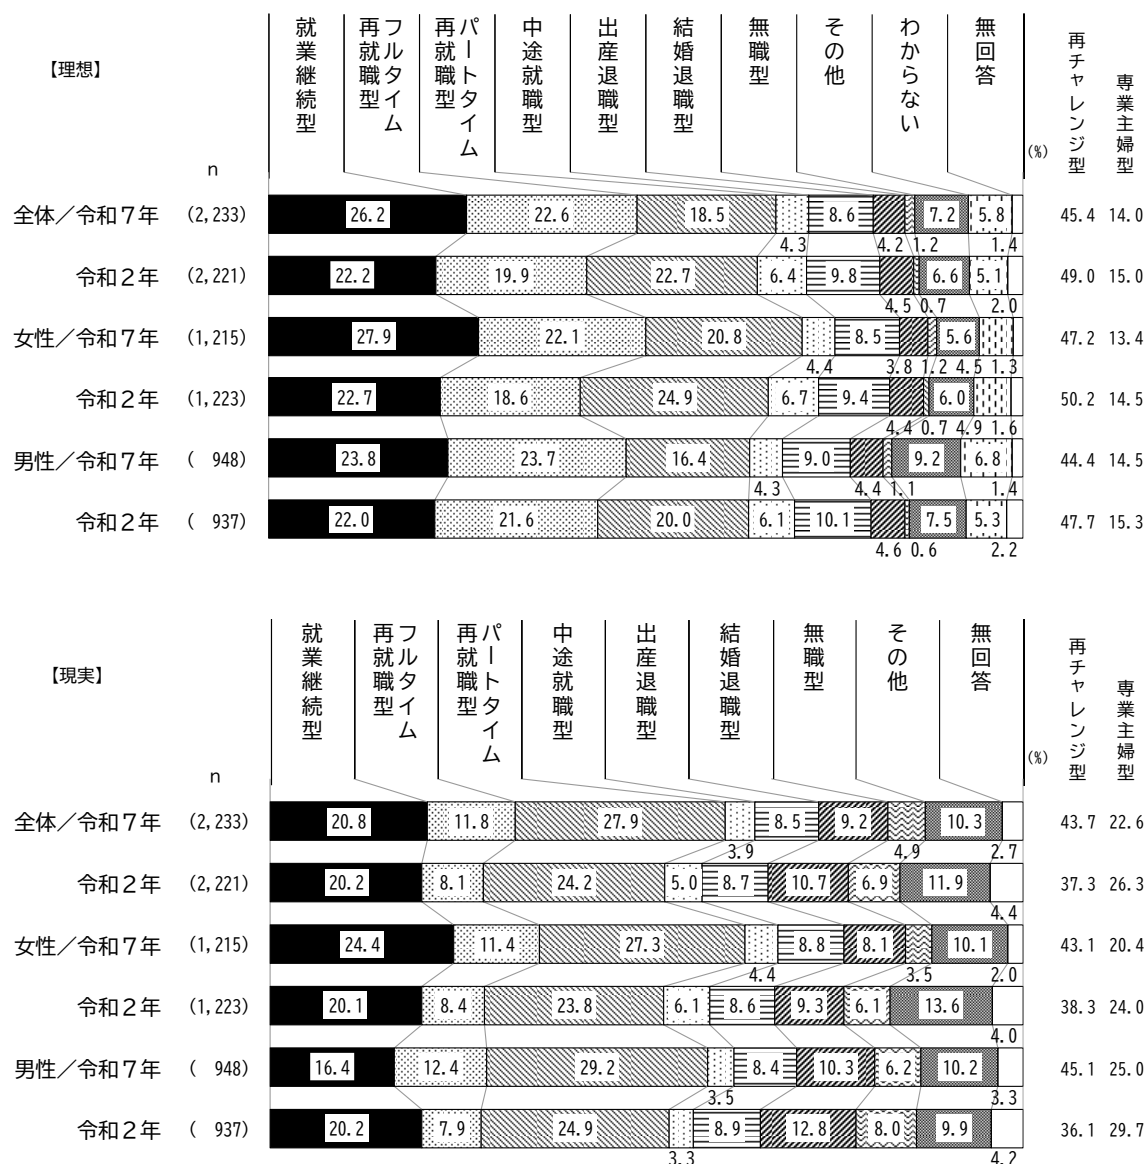 【理想】
就業継続型
フルタイム再就職型
パートタイム再就職型
中途就職型
出産退職型
結婚退職型
無職型
その他
わからない
無回答
(%)
再チャレンジ型
専業主婦型
n
全体／令和７年 (2,233) 26.2 22.6 18.5 8.6 7.2 5.8 45.4 14.0
4.3 4.2 1.2 1.4
令和２年 (2,221) 22.2 19.9 22.7 6.4 9.8 6.6 5.1 49.0 15.0
4.5 0.7 2.0
女性／令和７年 (1,215) 27.9 22.1 20.8 8.5 5.6 47.2 13.4
4.4 3.8 1.2 4.5 1.3
令和２年 (1,223) 22.7 18.6 24.9 6.7 9.4 6.0 50.2 14.5
4.4 0.7 4.9 1.6
男性／令和７年 ( 948) 23.8 23.7 16.4 9.0 9.2 6.8 44.4 14.5
4.3 4.4 1.1 1.4
令和２年 ( 937) 22.0 21.6 20.0 6.1 10.1 7.5 5.3 47.7 15.3
4.6 0.6 2.2
【現実】
就業継続型
フルタイム再就職型
パートタイム再就職型
中途就職型
出産退職型
結婚退職型
無職型
その他
無回答
(%)
再チャレンジ型
専業主婦型
n
全体／令和７年 (2,233) 20.8 11.8 27.9 8.5 9.2 10.3 43.7 22.6
3.9 4.9 2.7
令和２年 (2,221) 20.2 8.1 24.2 5.0 8.7 10.7 6.9 11.9 37.3 26.3
4.4
女性／令和７年 (1,215) 24.4 11.4 27.3 8.8 8.1 10.1 43.1 20.4
4.4 3.5 2.0
令和２年 (1,223) 20.1 8.4 23.8 6.1 8.6 9.3 6.1 13.6 38.3 24.0
4.0
男性／令和７年 ( 948) 16.4 12.4 29.2 8.4 10.3 6.2 10.2 45.1 25.0
3.5 3.3
令和２年 ( 937) 20.2 7.9 24.9 8.9 12.8 8.0 9.9 36.1 29.7
3.3 4.2